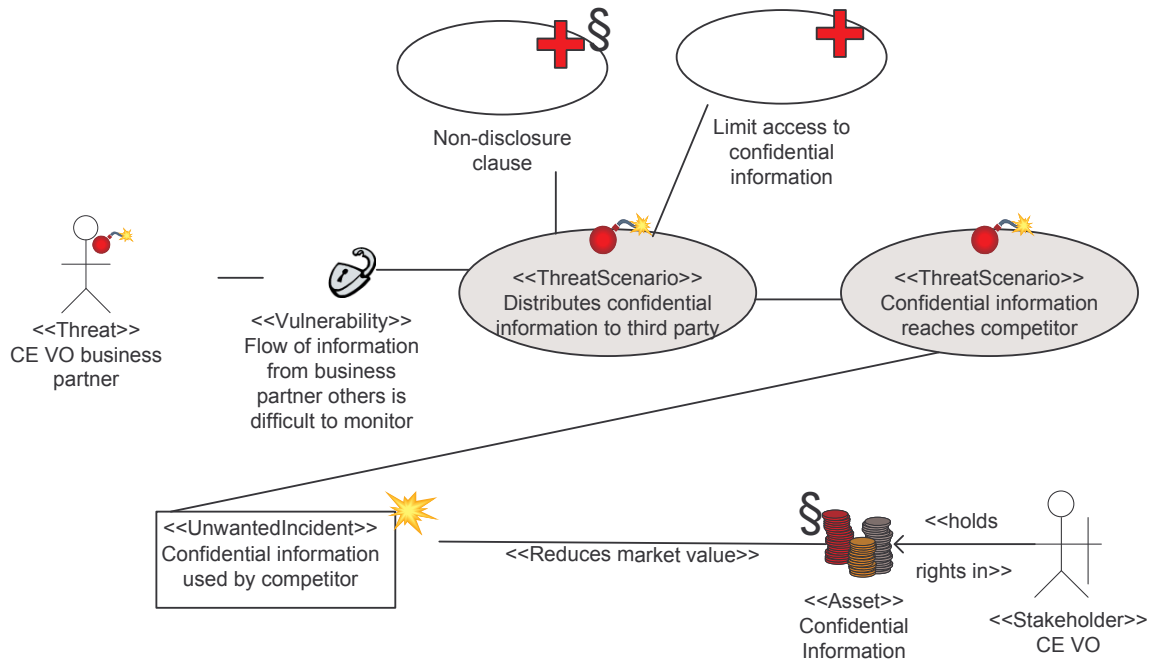 §
Non-disclosure
clause
Limit access to
confidential
information
<<Threat>>
CE VO business
partner
<<Vulnerability>>
Flow of information
from business
partner others is
difficult to monitor
<<ThreatScenario>>
Distributes confidential
information to third party
<<ThreatScenario>>
Confidential information
reaches competitor
<<UnwantedIncident>>
Confidential information
used by competitor
<<Reduces market value>>
§
<<Asset>>
Confidential
Information
<<holds
rights in>>
<<Stakeholder>>
CE VO